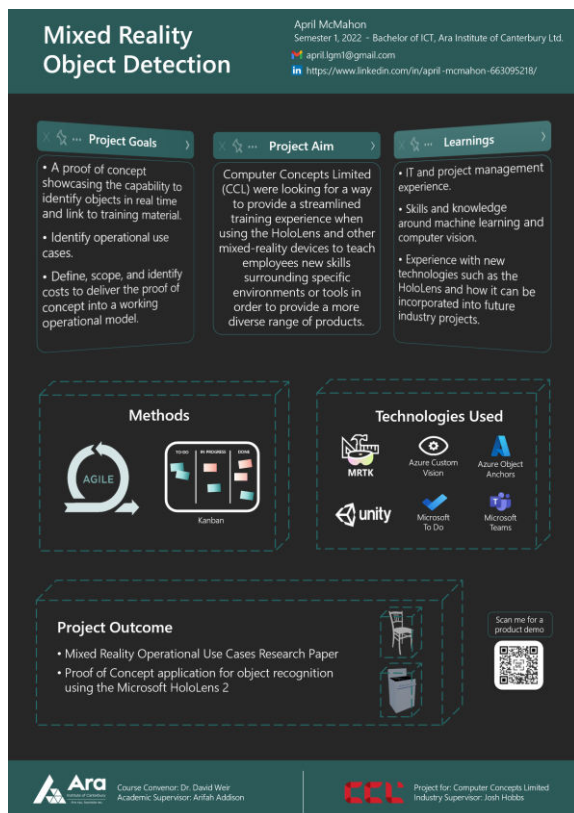 Mixed Reality
Object Detection
April McMahon
Semester 1, 2022 - Bachelor of ICT, Ara Institute of Canterbury Ltd.
april.lgm1@gmail.com
in https://www.linkedin.com/in/april-mcmahon-663095218/
Project Goals
• A proof of concept
showcasing the capability to
identify objects in real time
and link to training material.
• Identify operational use
cases.
• Define, scope, and identify
costs to deliver the proof of
concept into a working
operational model.
Project Aim
Computer Concepts Limited
(CCL) were looking for a way
to provide a streamlined
training experience when
using the HoloLens and other
mixed-reality devices to teach
employees new skills
surrounding specific
environments or tools in
order to provide a more
diverse range of products.
Learnings
• IT and project management
experience.
• Skills and knowledge
around machine learning and
computer vision.
• Experience with new
technologies such as the
HoloLens and how it can be
incorporated into future
industry projects.
Methods
AGILE
TO DO
IN PROGRESS
DONE
Kanban
Technologies Used
MRTK
Azure Custom
Vision
Azure Object
Anchors
unity
Microsoft
To Do
Microsoft
Teams
Project Outcome
• Mixed Reality Operational Use Cases Research Paper
• Proof of Concept application for object recognition
using the Microsoft HoloLens 2
Scan me for a
product demo
Ara
Institute of Canterbury
Course Convenor: Dr. David Weir
Academic Supervisor: Arifah Addison
CCL
Project for: Computer Concepts Limited
Industry Supervisor: Josh Hobbs